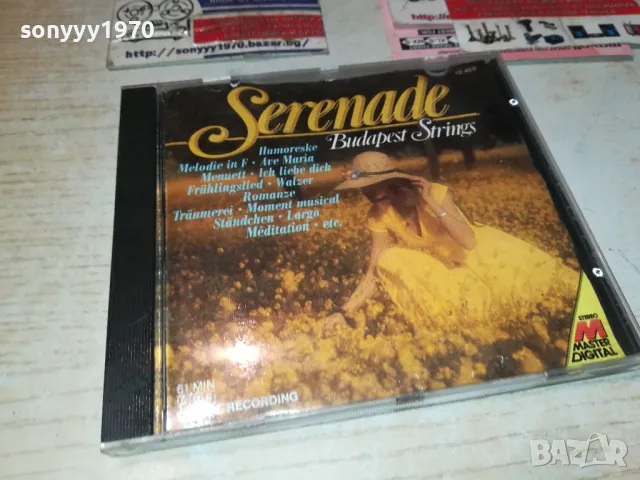 sonyyy1970
http://sonyyy1970.bazar.bg/
Serenade
Budapest Strings
Humoreske
Melodie in F · Ave Maria
Menuett · Ich liebe dich
Frühlingslied · Walzer
Romanze
Träumerei · Moment musical
Ständchen · Largo
Méditation · etc.
STEREO
M
MASTER
DIGITAL
61 MIN
RECORDING
BAZAR.bg